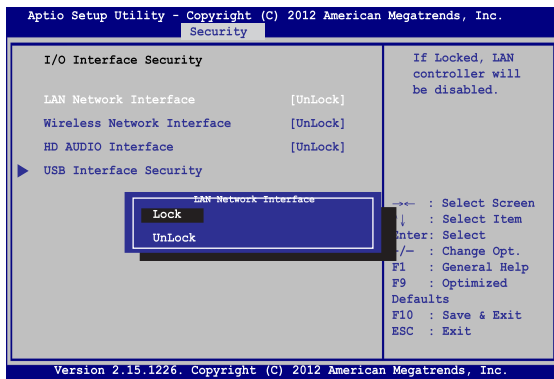 Aptio Setup Utility - Copyright (C) 2012 American Megatrends, Inc.
Security
I/O Interface Security
LAN Network Interface [UnLock]
Wireless Network Interface [UnLock]
HD AUDIO Interface [UnLock]
USB Interface Security
If Locked, LAN
controller will
be disabled.
LAN Network Interface
Lock
UnLock
→← : Select Screen
↓ : Select Item
Enter: Select
+/— : Change Opt.
F1 : General Help
F9 : Optimized
Defaults
F10 : Save & Exit
ESC : Exit
Version 2.15.1226. Copyright (C) 2012 American Megatrends, Inc.